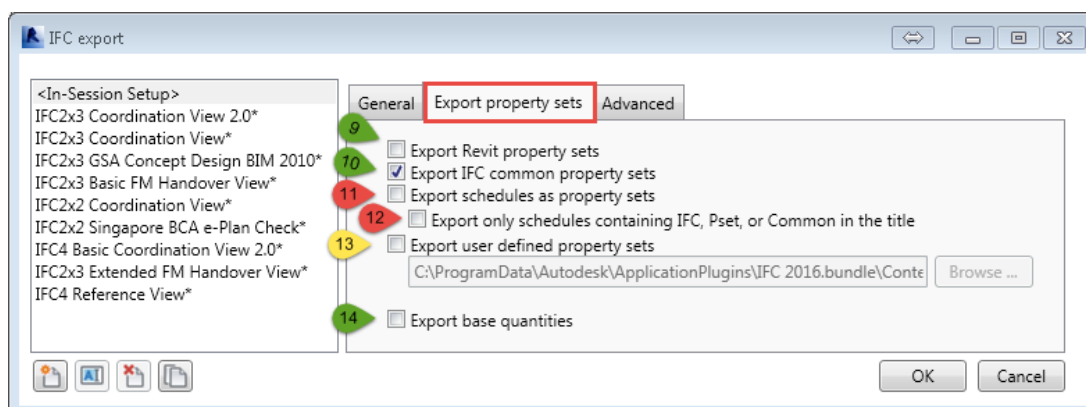 IFC export
<In-Session Setup>
IFC2x3 Coordination View 2.0*
IFC2x3 Coordination View*
IFC2x3 GSA Concept Design BIM 2010*
IFC2x3 Basic FM Handover View*
IFC2x2 Coordination View*
IFC2x2 Singapore BCA e-Plan Check*
IFC4 Basic Coordination View 2.0*
IFC2x3 Extended FM Handover View*
IFC4 Reference View*
General Export property sets Advanced
9 Export Revit property sets
10 Export IFC common property sets
11 Export schedules as property sets
12 Export only schedules containing IFC, Pset, or Common in the title
13 Export user defined property sets
C:\ProgramData\Autodesk\ApplicationPlugins\IFC 2016.bundle\Conte Browse ...
14 Export base quantities
AI
OK Cancel